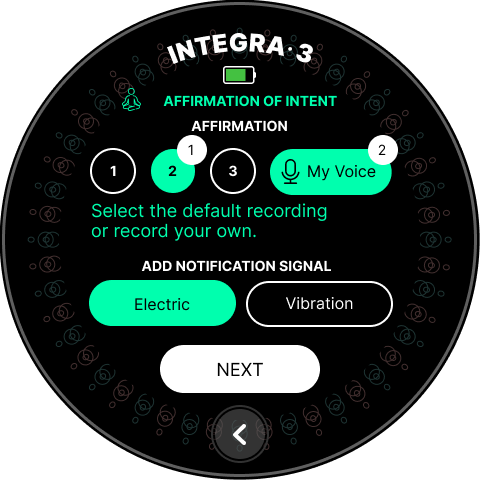 INTEGRA·3
AFFIRMATION OF INTENT
AFFIRMATION
1 2 1 3 My Voice 2
Select the default recording
or record your own.
ADD NOTIFICATION SIGNAL
Electric Vibration
NEXT